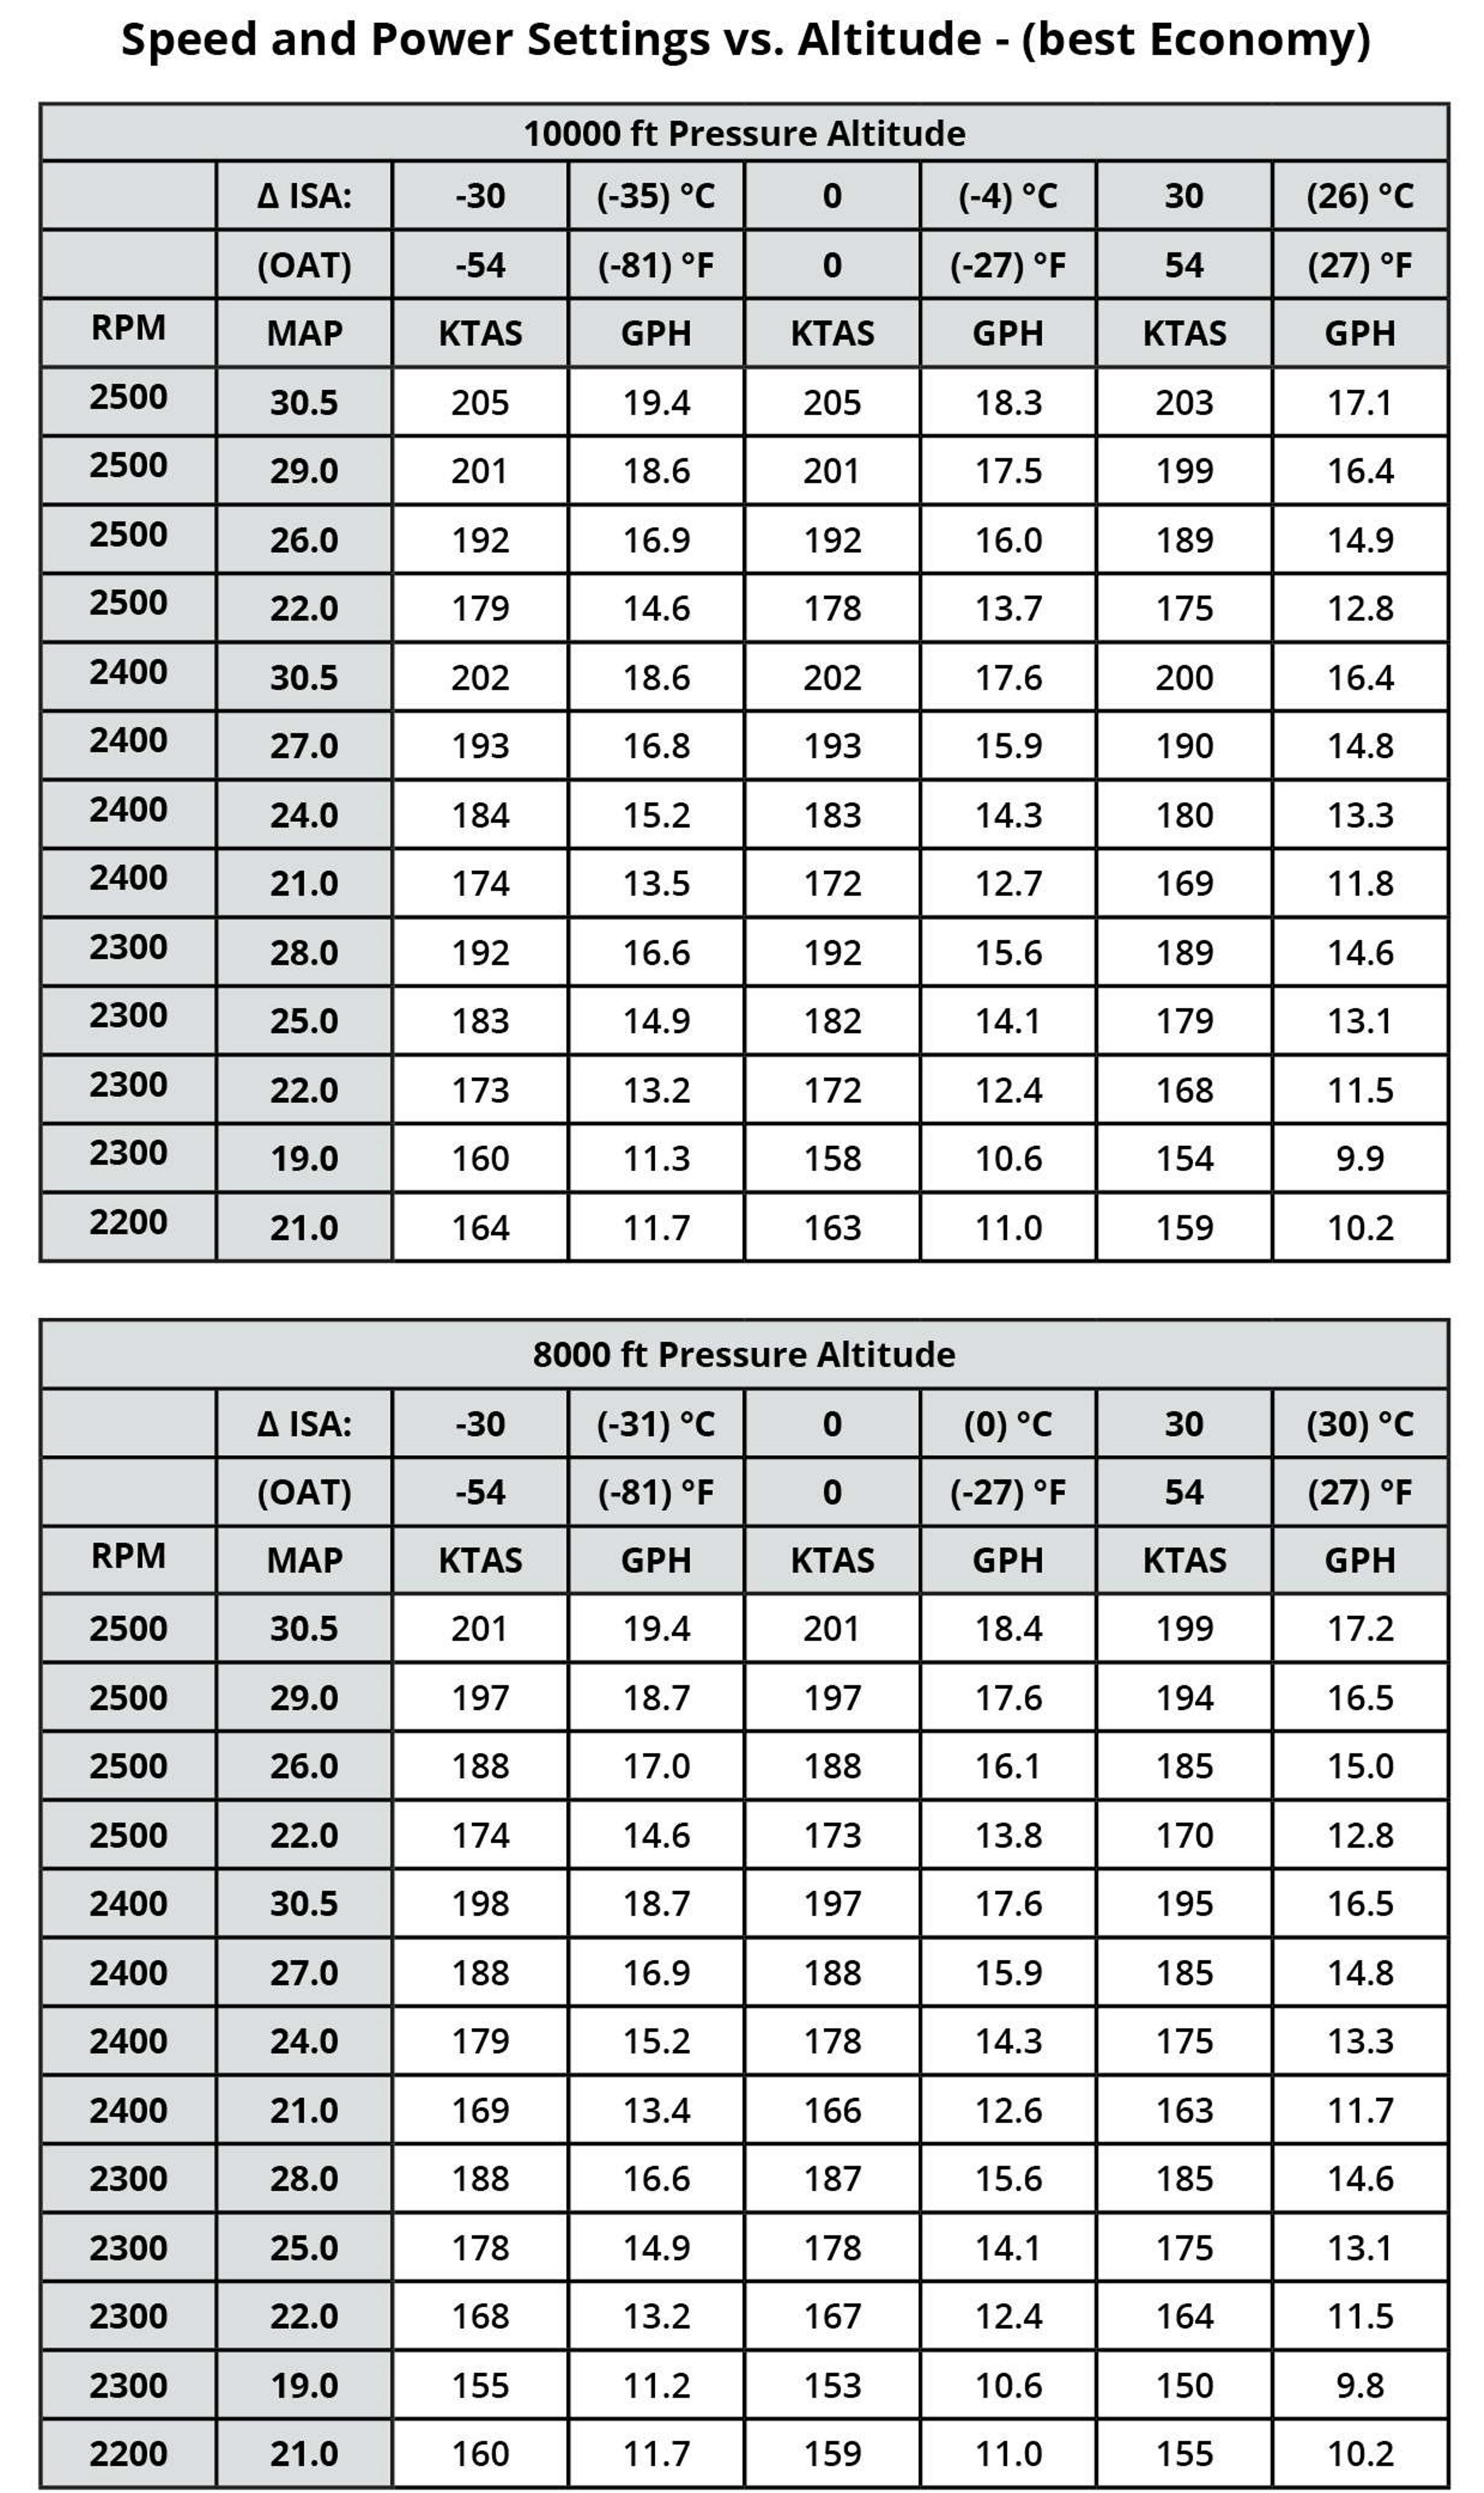 Speed and Power Settings vs. Altitude - (best Economy)
10000 ft Pressure Altitude
Δ ISA: -30 (-35) °C 0 (-4) °C 30 (26) °C
(OAT) -54 (-81) °F 0 (-27) °F 54 (27) °F
RPM MAP KTAS GPH KTAS GPH KTAS GPH
2500 30.5 205 19.4 205 18.3 203 17.1
2500 29.0 201 18.6 201 17.5 199 16.4
2500 26.0 192 16.9 192 16.0 189 14.9
2500 22.0 179 14.6 178 13.7 175 12.8
2400 30.5 202 18.6 202 17.6 200 16.4
2400 27.0 193 16.8 193 15.9 190 14.8
2400 24.0 184 15.2 183 14.3 180 13.3
2400 21.0 174 13.5 172 12.7 169 11.8
2300 28.0 192 16.6 192 15.6 189 14.6
2300 25.0 183 14.9 182 14.1 179 13.1
2300 22.0 173 13.2 172 12.4 168 11.5
2300 19.0 160 11.3 158 10.6 154 9.9
2200 21.0 164 11.7 163 11.0 159 10.2
8000 ft Pressure Altitude
Δ ISA: -30 (-31) °C 0 (0) °C 30 (30) °C
(OAT) -54 (-81) °F 0 (-27) °F 54 (27) °F
RPM MAP KTAS GPH KTAS GPH KTAS GPH
2500 30.5 201 19.4 201 18.4 199 17.2
2500 29.0 197 18.7 197 17.6 194 16.5
2500 26.0 188 17.0 188 16.1 185 15.0
2500 22.0 174 14.6 173 13.8 170 12.8
2400 30.5 198 18.7 197 17.6 195 16.5
2400 27.0 188 16.9 188 15.9 185 14.8
2400 24.0 179 15.2 178 14.3 175 13.3
2400 21.0 169 13.4 166 12.6 163 11.7
2300 28.0 188 16.6 187 15.6 185 14.6
2300 25.0 178 14.9 178 14.1 175 13.1
2300 22.0 168 13.2 167 12.4 164 11.5
2300 19.0 155 11.2 153 10.6 150 9.8
2200 21.0 160 11.7 159 11.0 155 10.2